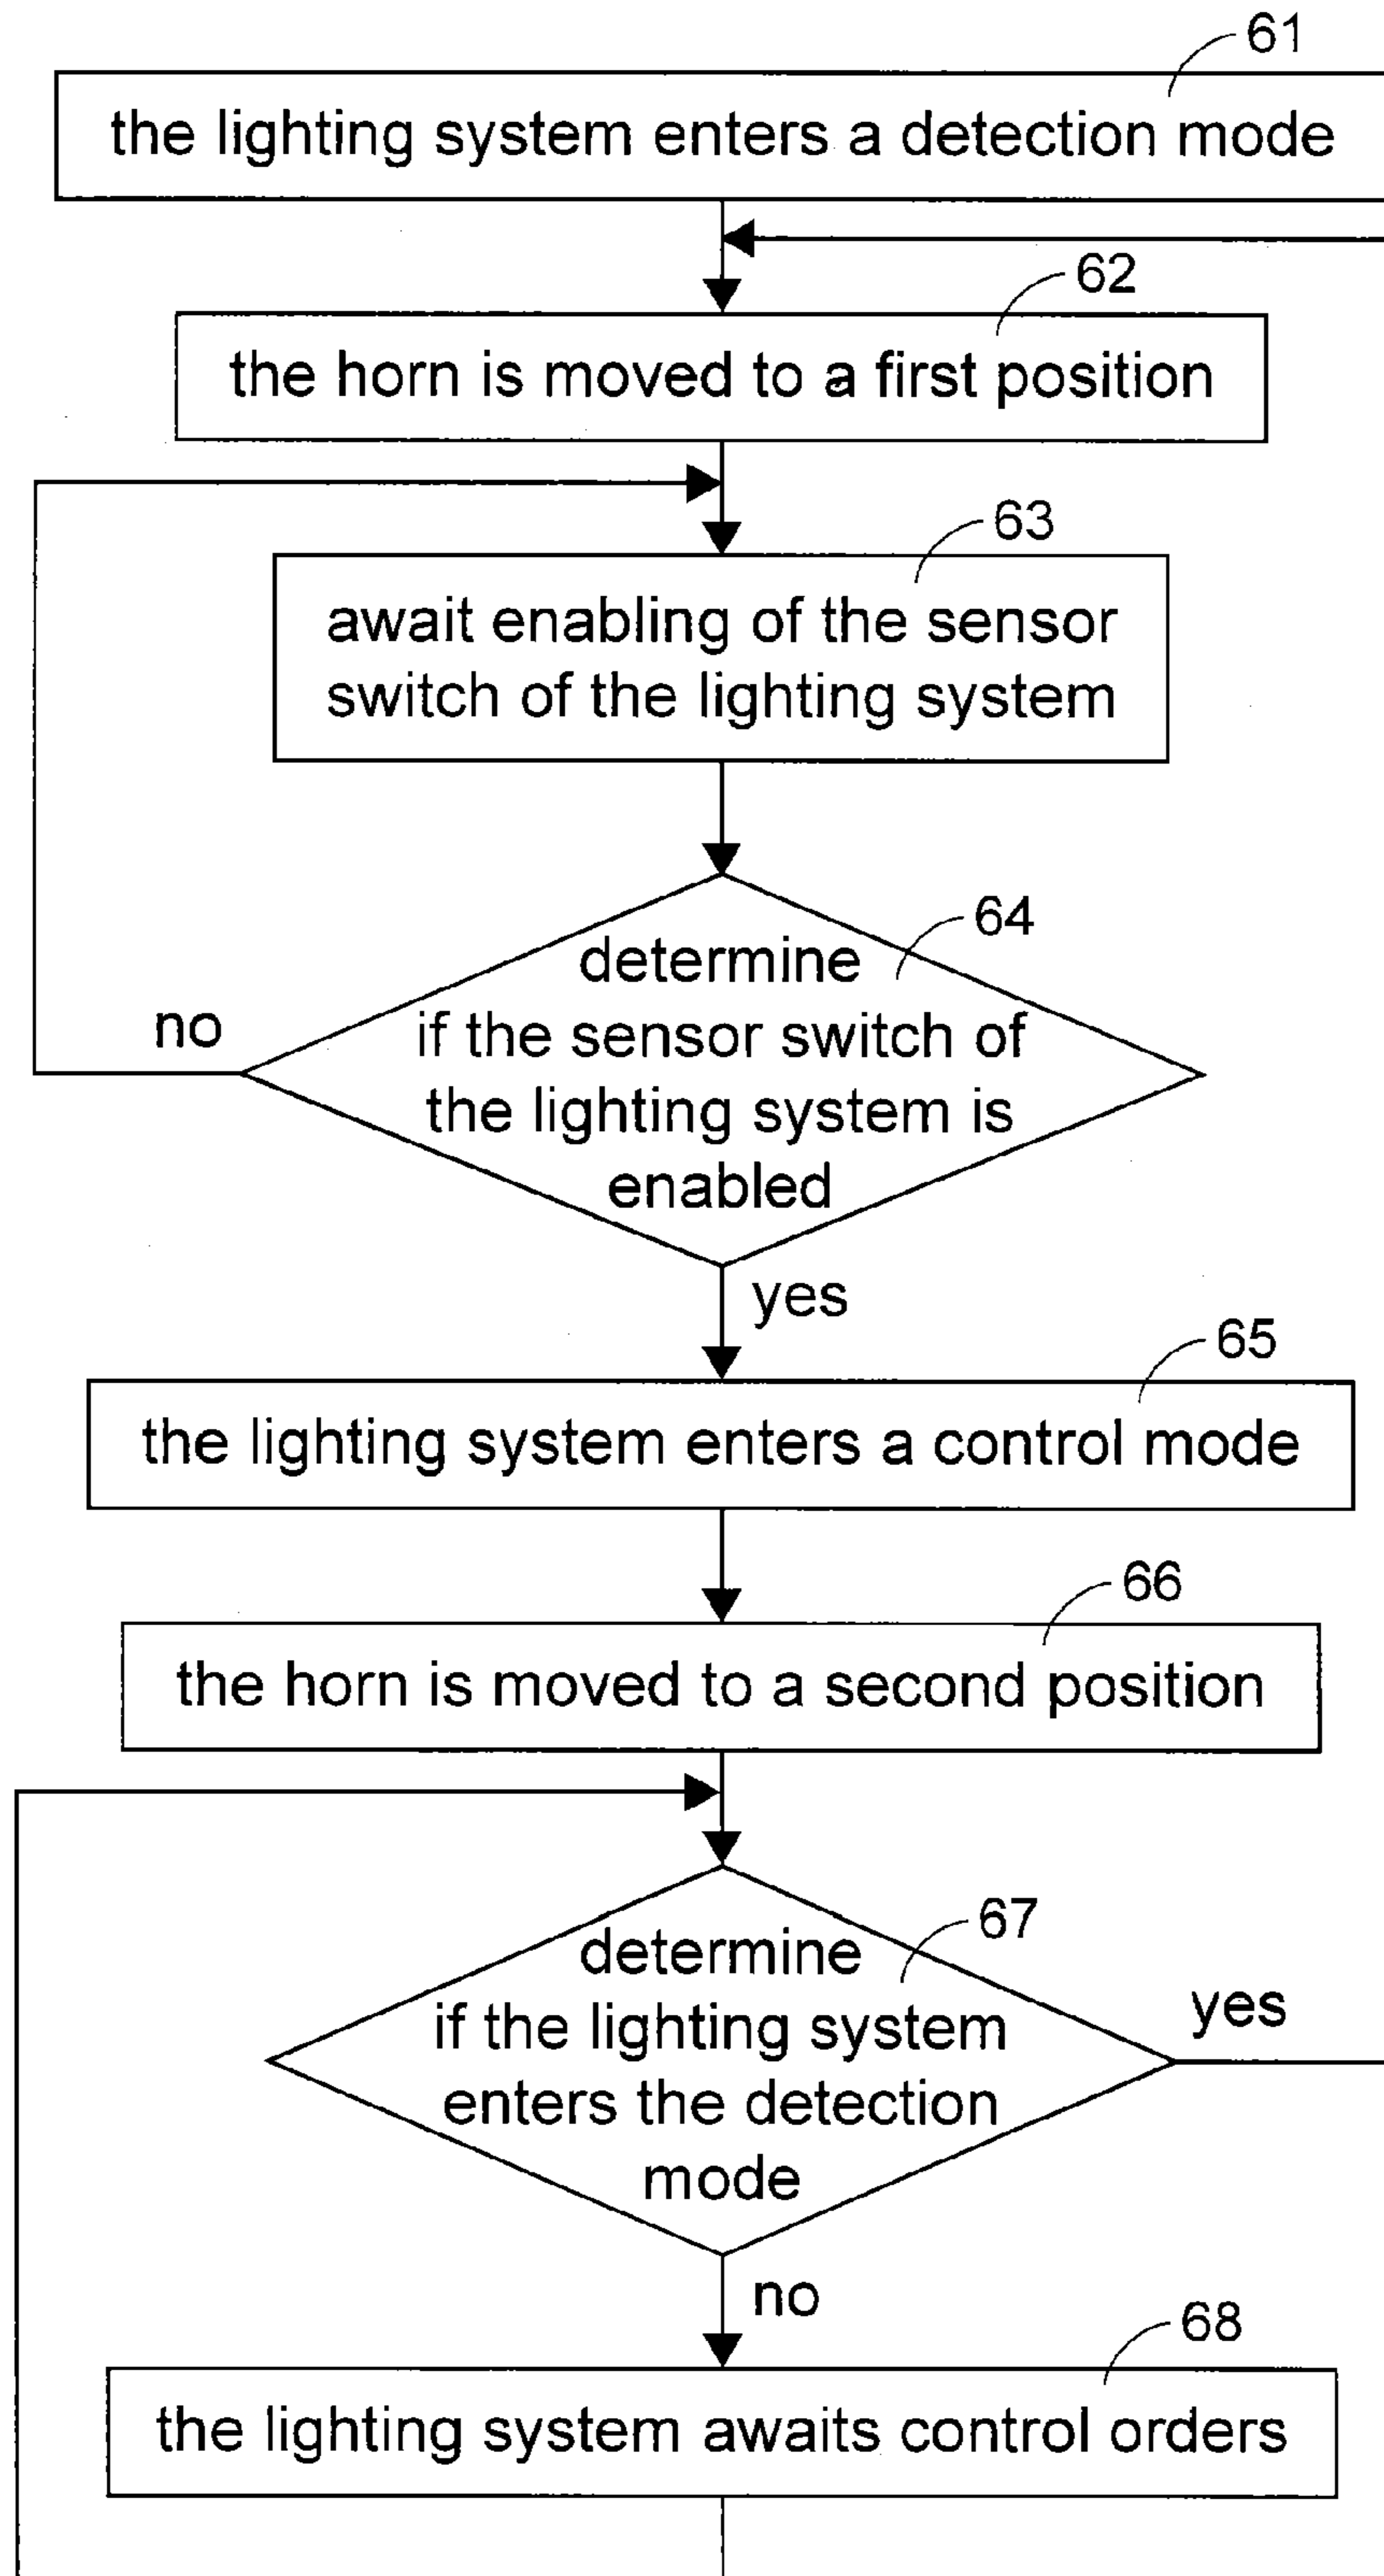 61
the lighting system enters a detection mode
62
the horn is moved to a first position
63
await enabling of the sensor
switch of the lighting system
64
determine
if the sensor switch of
the lighting system is
enabled
no
yes
65
the lighting system enters a control mode
66
the horn is moved to a second position
67
determine
if the lighting system
enters the detection
mode
yes
no
68
the lighting system awaits control orders